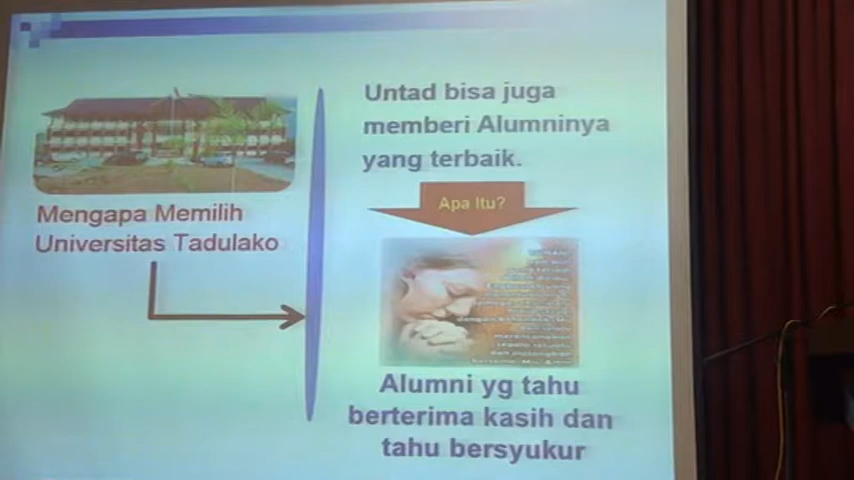 Mengapa Memilih
Universitas Tadulako
Untad bisa juga
memberi Alumninya
yang terbaik.
Apa Itu?
Alumni yg tahu
berterima kasih dan
tahu bersyukur